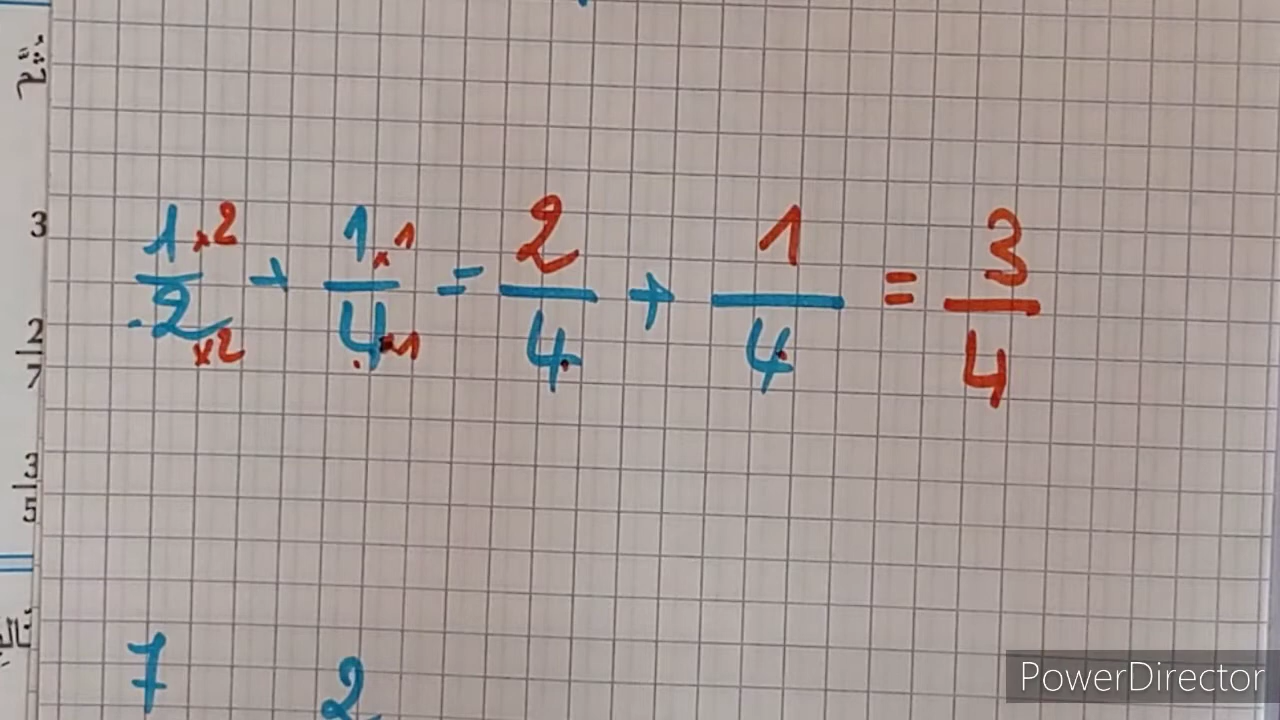 3
1×2/2×2 + 1×1/4×1 = 2/4 + 1/4 = 3/4
2/7
3/5
7 2
PowerDirector